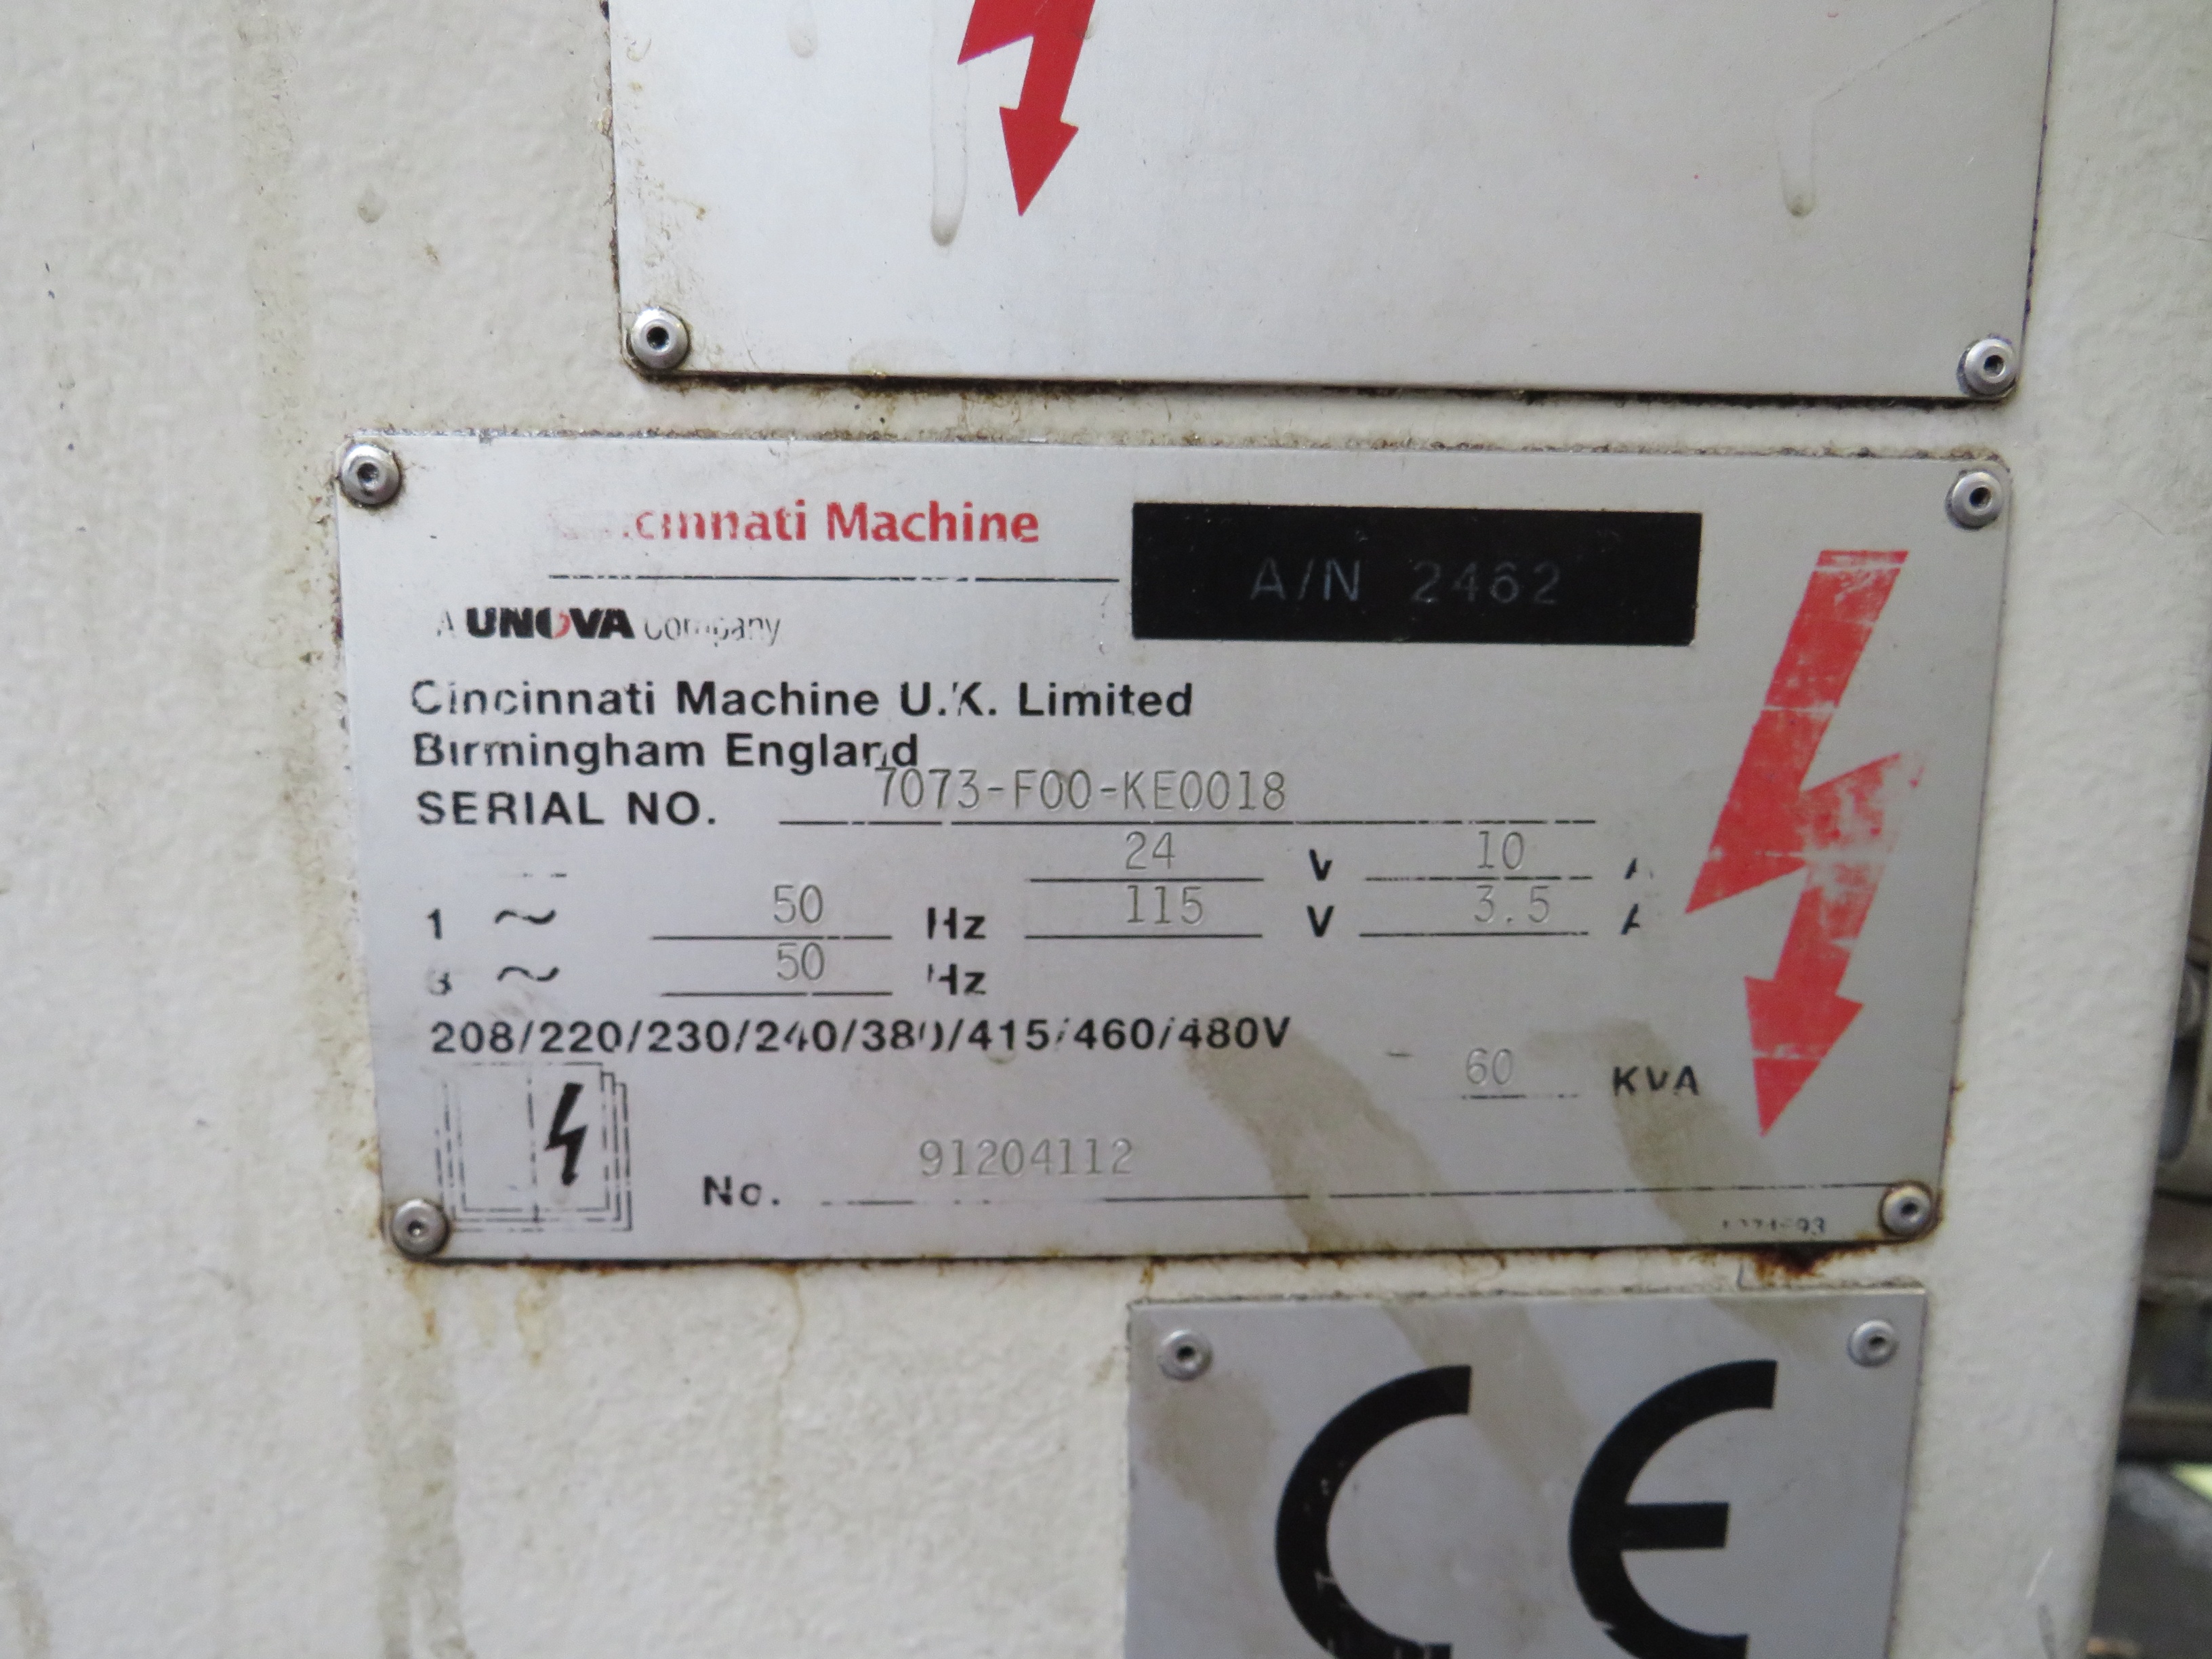 Cincinnati Machine
A/N 2462
A UNOVA Company
Cincinnati Machine U.K. Limited
Birmingham England
SERIAL NO. 7073-F00-KE0018
24 V 10 A
1 ~ 50 Hz 115 V 3.5 A
3 ~ 50 Hz
208/220/230/240/380/415/460/480V
60 KVA
No. 91204112
CE